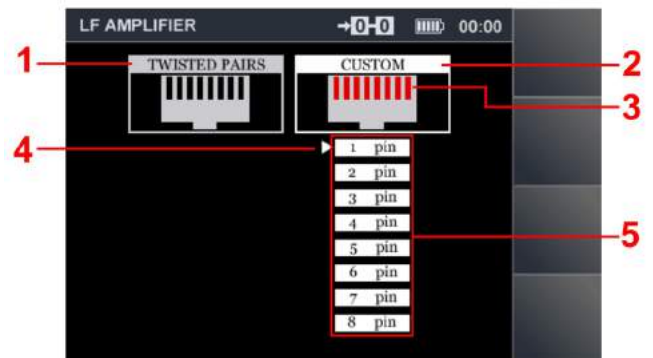 LF AMPLIFIER →0-0 00:00
1 TWISTED PAIRS CUSTOM 2
3
4 1 pin
2 pin
3 pin
4 pin
5 pin 5
6 pin
7 pin
8 pin